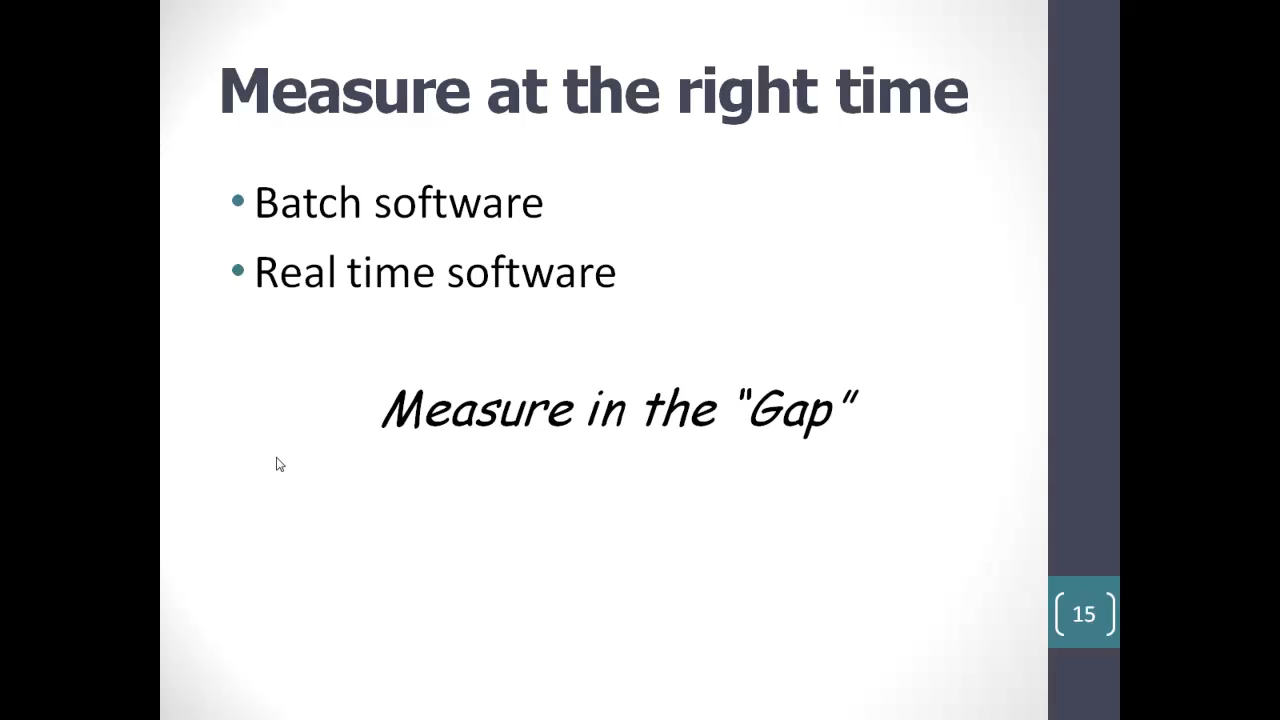 Measure at the right time
• Batch software
• Real time software
Measure in the "Gap"
15